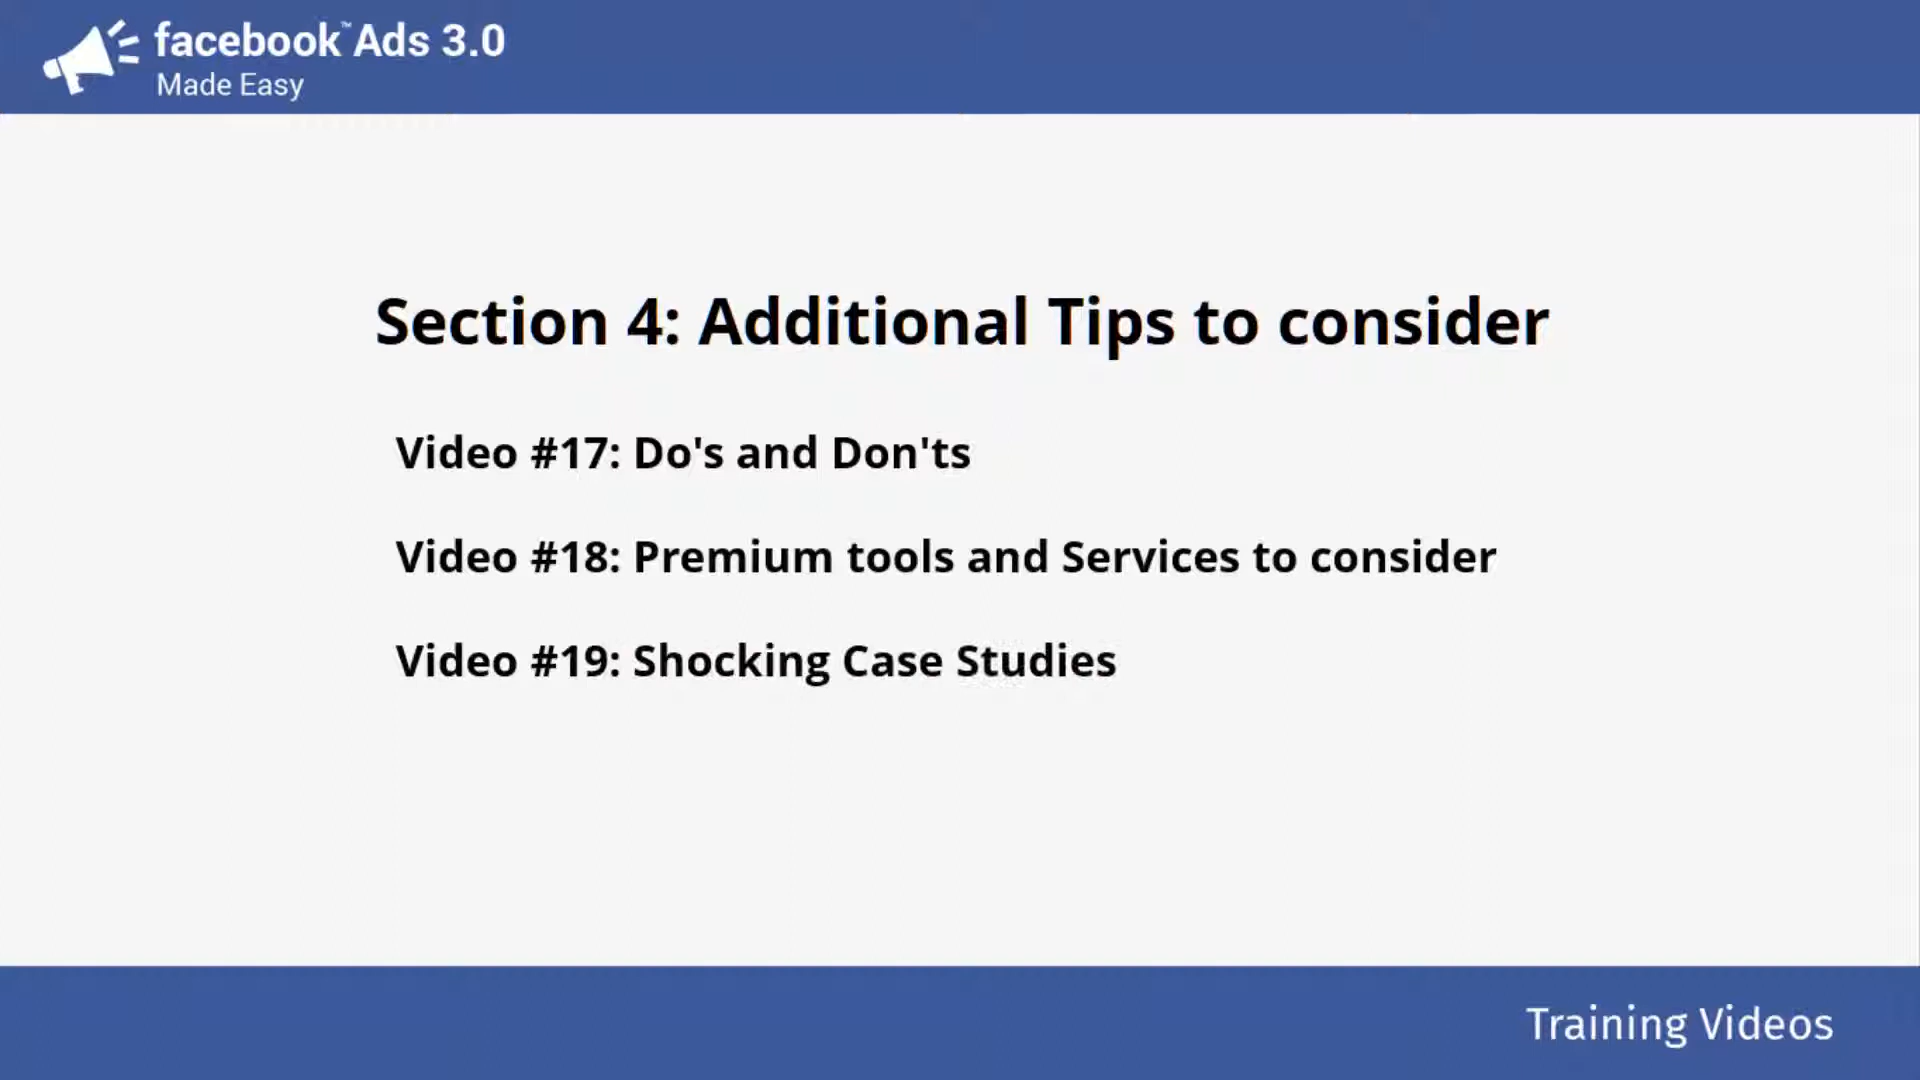 facebook™ Ads 3.0
Made Easy
Section 4: Additional Tips to consider
Video #17: Do's and Don'ts
Video #18: Premium tools and Services to consider
Video #19: Shocking Case Studies
Training Videos